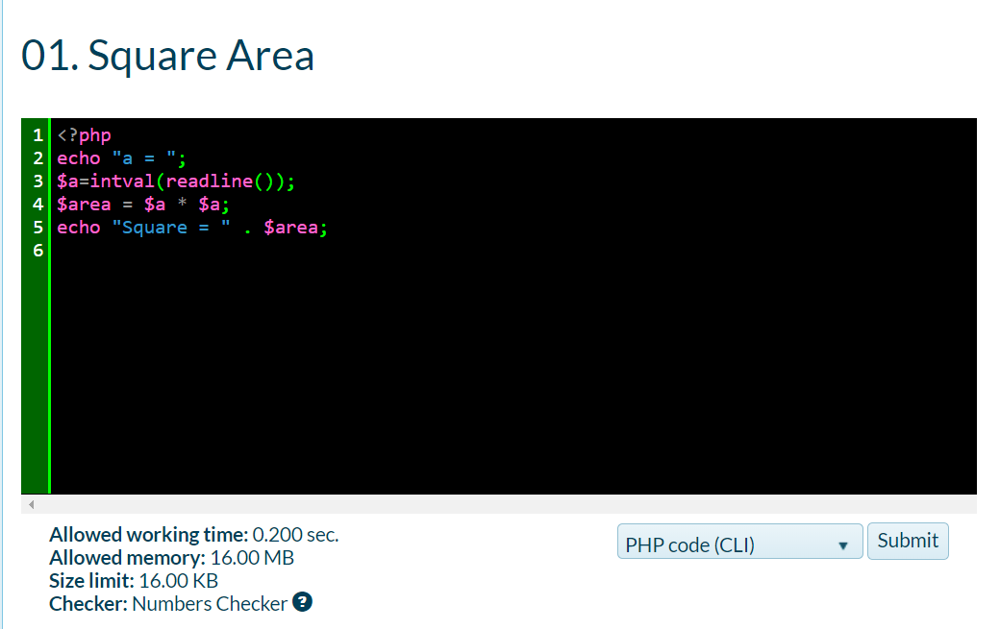 01. Square Area
1 <?php
2 echo "a = ";
3 $a=intval(readline());
4 $area = $a * $a;
5 echo "Square = " . $area;
6
Allowed working time: 0.200 sec.
Allowed memory: 16.00 MB
Size limit: 16.00 KB
Checker: Numbers Checker ?
PHP code (CLI)
Submit